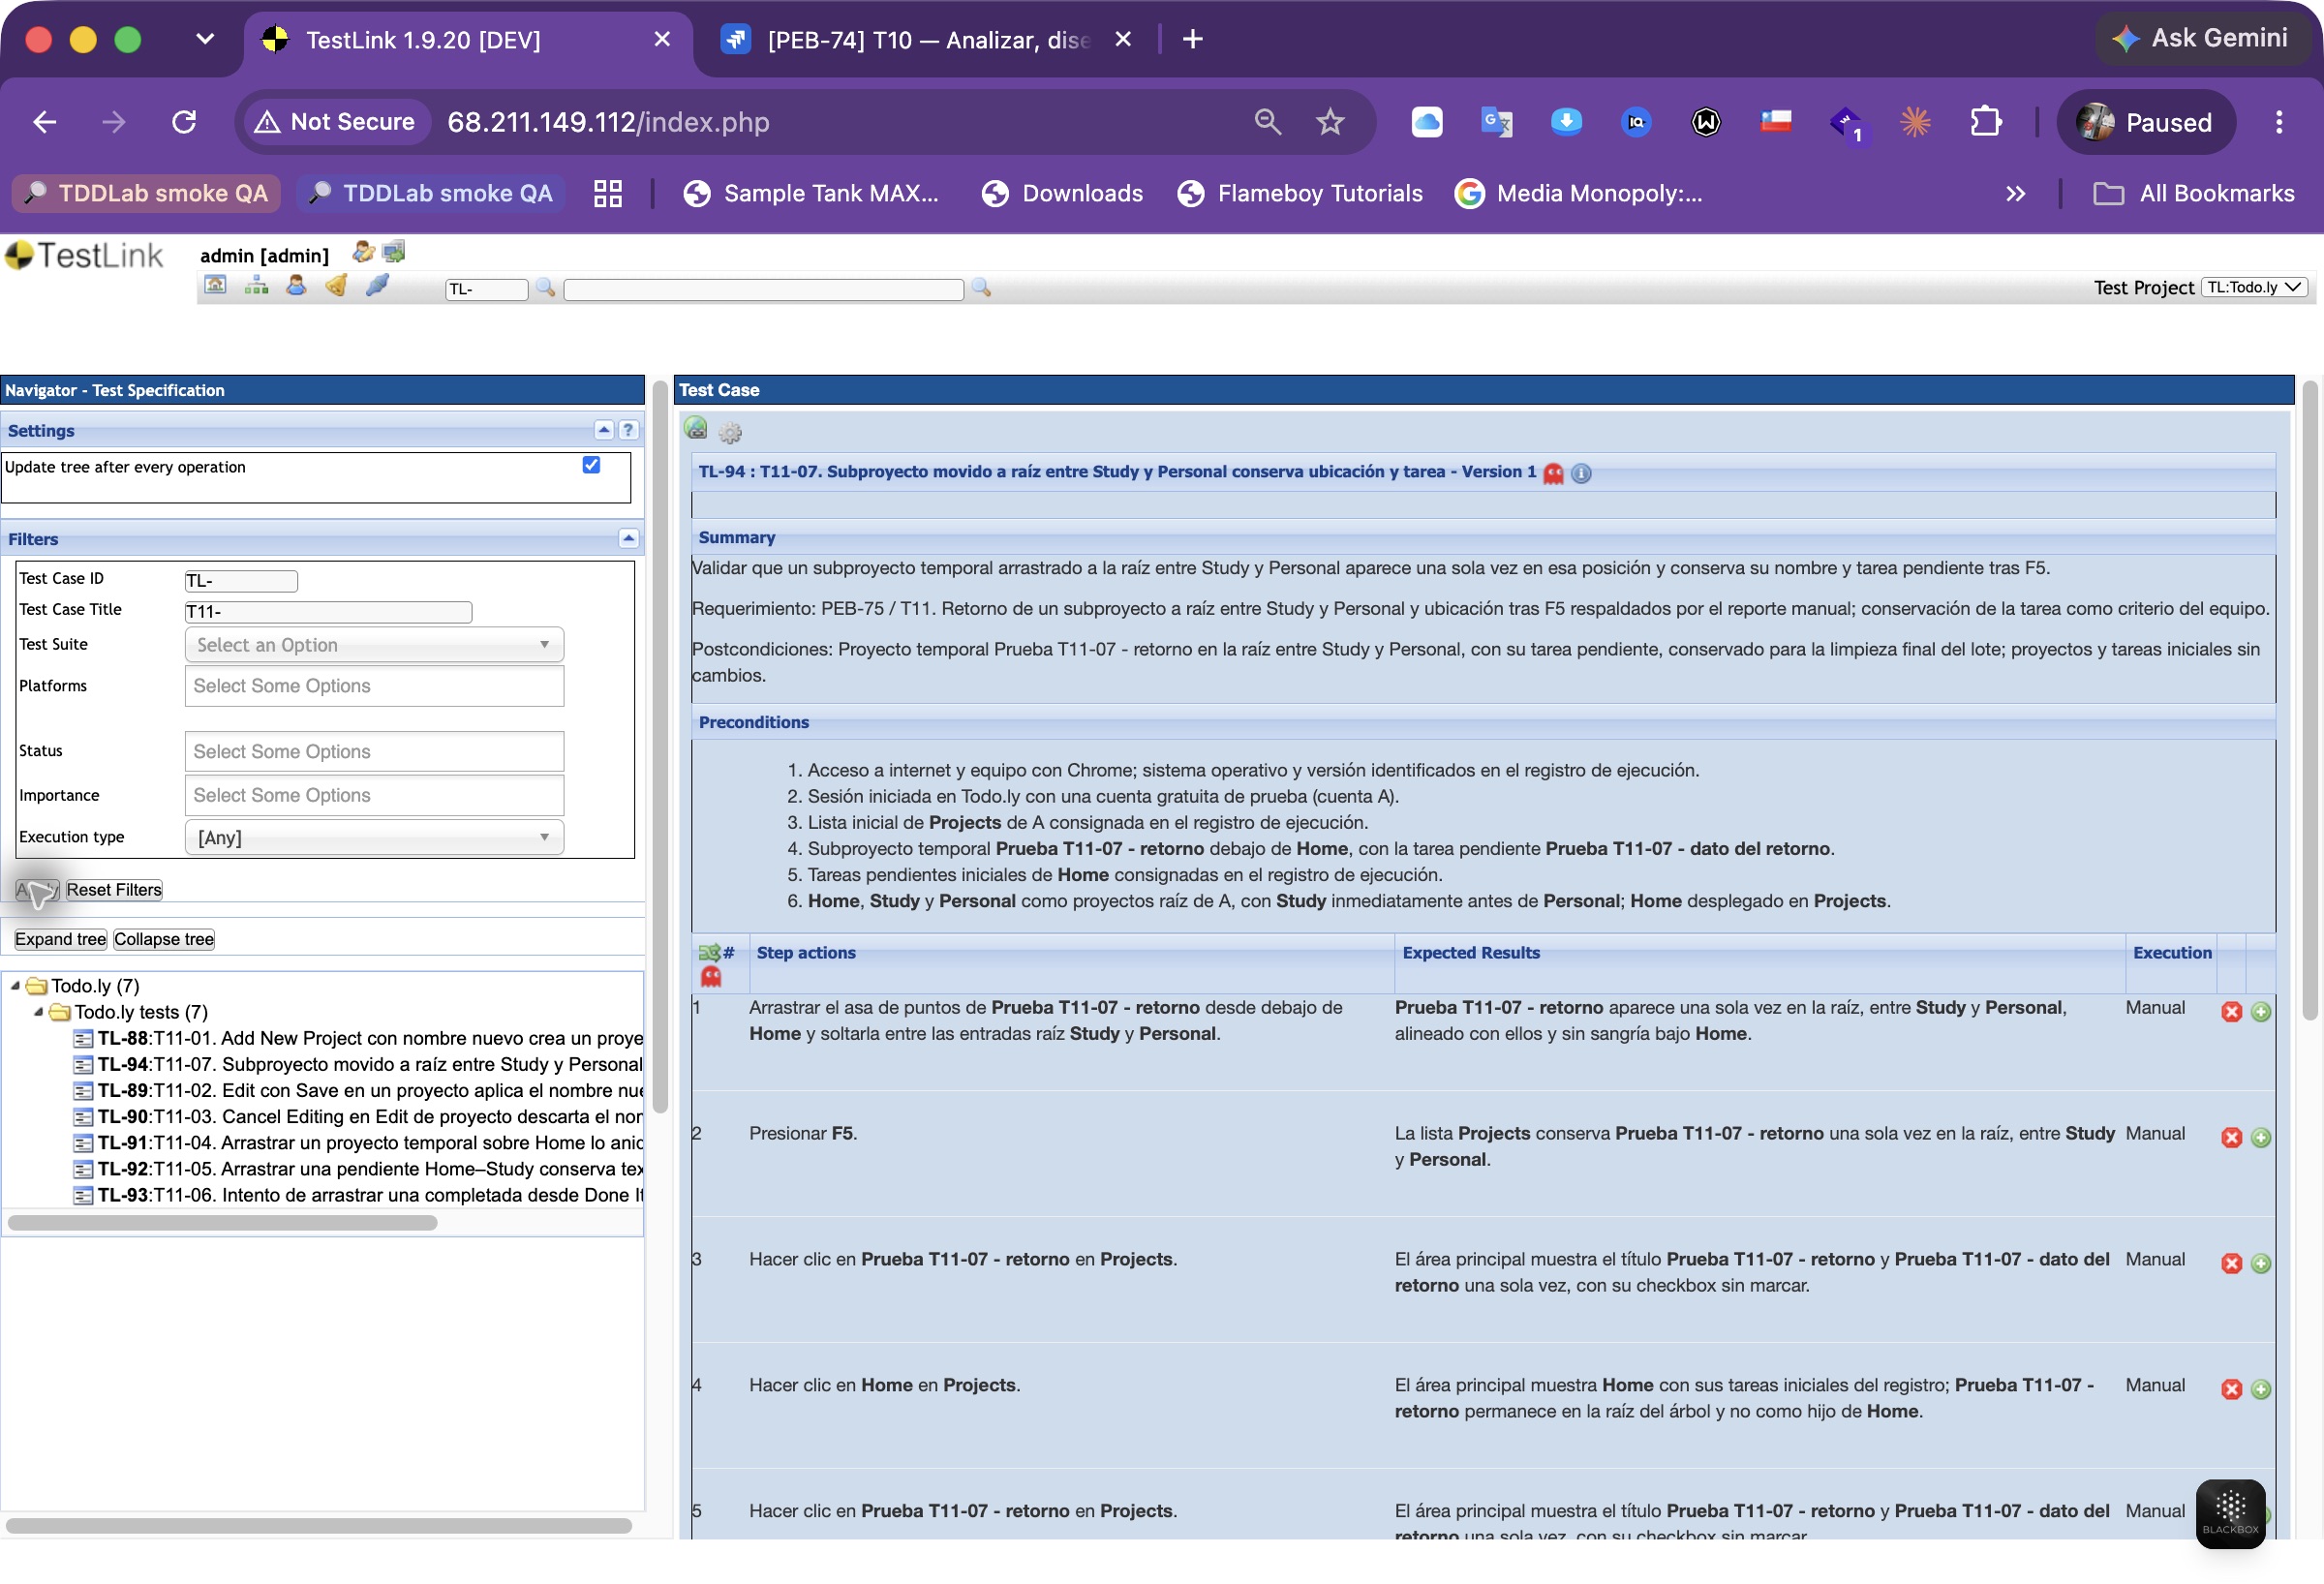 TestLink 1.9.20 [DEV]
[PEB-74] T10 — Analizar, dise
Ask Gemini
Not Secure
68.211.149.112/index.php
1
Paused
TDDLab smoke QA
TDDLab smoke QA
Sample Tank MAX...
Downloads
Flameboy Tutorials
Media Monopoly:...
All Bookmarks
TestLink
admin [admin]
TL-
Test Project
TL:Todo.ly
Navigator - Test Specification
Settings
Update tree after every operation
Filters
Test Case ID
TL-
Test Case Title
T11-
Test Suite
Select an Option
Platforms
Select Some Options
Status
Select Some Options
Importance
Select Some Options
Execution type
[Any]
Reset Filters
Expand tree
Collapse tree
Todo.ly (7)
Todo.ly tests (7)
TL-88:T11-01. Add New Project con nombre nuevo crea un proye
TL-94:T11-07. Subproyecto movido a raíz entre Study y Personal
TL-89:T11-02. Edit con Save en un proyecto aplica el nombre nue
TL-90:T11-03. Cancel Editing en Edit de proyecto descarta el nor
TL-91:T11-04. Arrastrar un proyecto temporal sobre Home lo anic
TL-92:T11-05. Arrastrar una pendiente Home–Study conserva tex
TL-93:T11-06. Intento de arrastrar una completada desde Done It
Test Case
TL-94 : T11-07. Subproyecto movido a raíz entre Study y Personal conserva ubicación y tarea - Version 1
Summary
Validar que un subproyecto temporal arrastrado a la raíz entre Study y Personal aparece una sola vez en esa posición y conserva su nombre y tarea pendiente tras F5.
Requerimiento: PEB-75 / T11. Retorno de un subproyecto a raíz entre Study y Personal y ubicación tras F5 respaldados por el reporte manual; conservación de la tarea como criterio del equipo.
Postcondiciones: Proyecto temporal Prueba T11-07 - retorno en la raíz entre Study y Personal, con su tarea pendiente, conservado para la limpieza final del lote; proyectos y tareas iniciales sin
cambios.
Preconditions
1. Acceso a internet y equipo con Chrome; sistema operativo y versión identificados en el registro de ejecución.
2. Sesión iniciada en Todo.ly con una cuenta gratuita de prueba (cuenta A).
3. Lista inicial de Projects de A consignada en el registro de ejecución.
4. Subproyecto temporal Prueba T11-07 - retorno debajo de Home, con la tarea pendiente Prueba T11-07 - dato del retorno.
5. Tareas pendientes iniciales de Home consignadas en el registro de ejecución.
6. Home, Study y Personal como proyectos raíz de A, con Study inmediatamente antes de Personal; Home desplegado en Projects.
#
Step actions
Expected Results
Execution
1
Arrastrar el asa de puntos de Prueba T11-07 - retorno desde debajo de
Home y soltarla entre las entradas raíz Study y Personal.
Prueba T11-07 - retorno aparece una sola vez en la raíz, entre Study y Personal,
alineado con ellos y sin sangría bajo Home.
Manual
2
Presionar F5.
La lista Projects conserva Prueba T11-07 - retorno una sola vez en la raíz, entre Study
y Personal.
Manual
3
Hacer clic en Prueba T11-07 - retorno en Projects.
El área principal muestra el título Prueba T11-07 - retorno y Prueba T11-07 - dato del
retorno una sola vez, con su checkbox sin marcar.
Manual
4
Hacer clic en Home en Projects.
El área principal muestra Home con sus tareas iniciales del registro; Prueba T11-07 -
retorno permanece en la raíz del árbol y no como hijo de Home.
Manual
5
Hacer clic en Prueba T11-07 - retorno en Projects.
El área principal muestra el título Prueba T11-07 - retorno y Prueba T11-07 - dato del
retorno una sola vez, con su checkbox sin marcar.
Manual
BLACKBOX